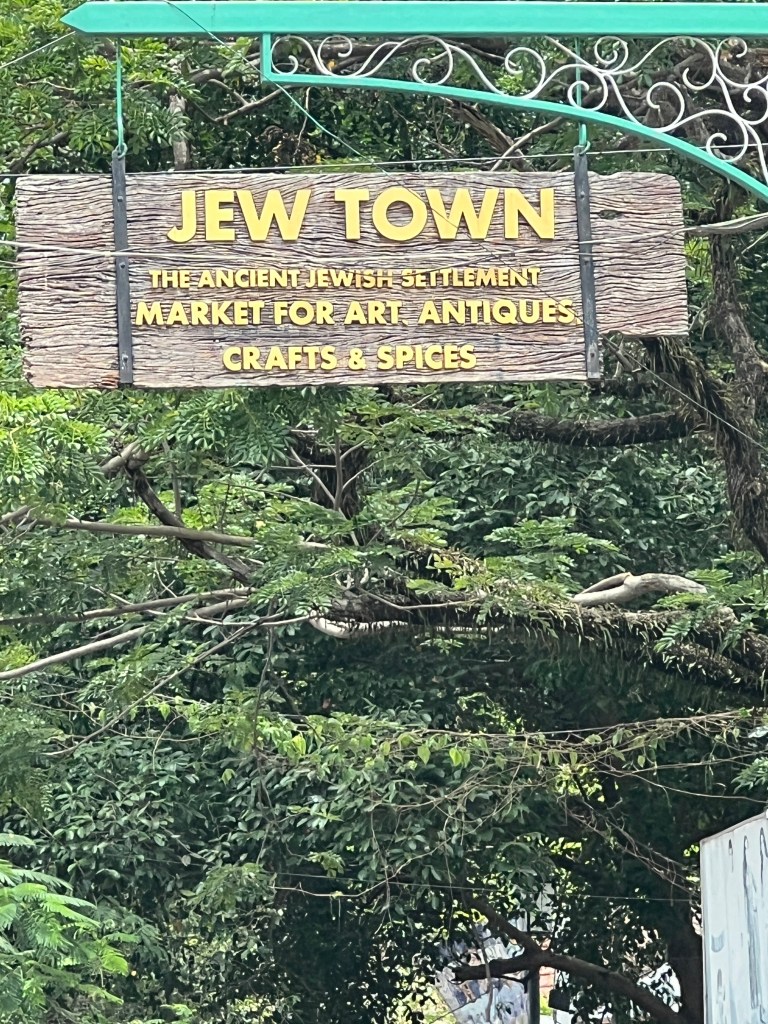 JEW TOWN
THE ANCIENT JEWISH SETTLEMENT
MARKET FOR ART, ANTIQUES,
CRAFTS & SPICES